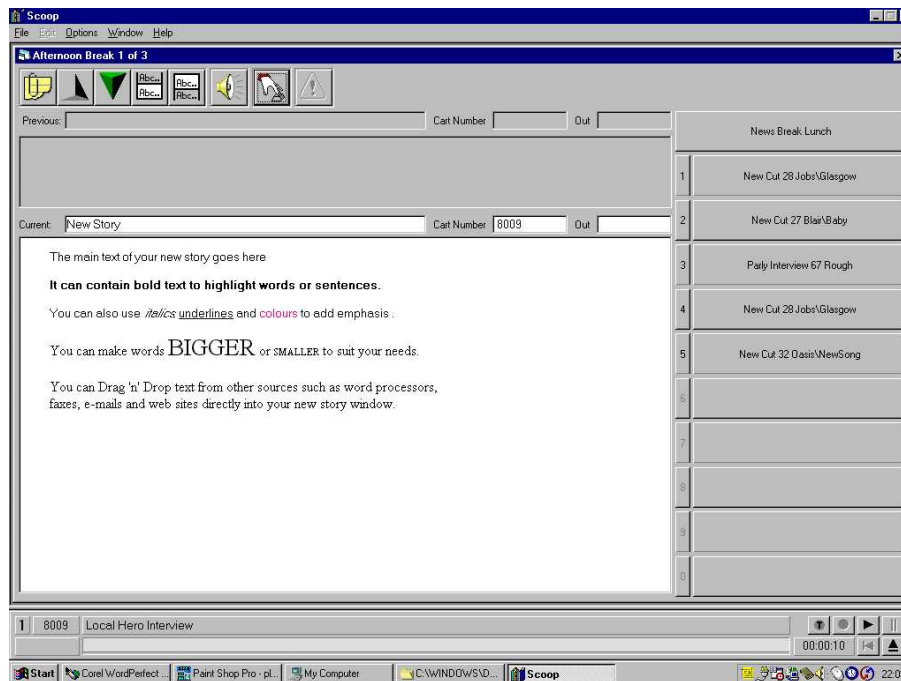 Scoop
File Edit Options Window Help
Afternoon Break 1 of 3
Abc.. Abc..
Abc.. Abc..
Previous: Cart Number Out
News Break Lunch
1 New Cut 28 Jobs\Glasgow
Current: New Story Cart Number 8009 Out
2 New Cut 27 Blair\Baby
The main text of your new story goes here
3 Parly Interview 67 Rough
It can contain bold text to highlight words or sentences.
You can also use italics underlines and colours to add emphasis .
4 New Cut 28 Jobs\Glasgow
You can make words BIGGER or SMALLER to suit your needs.
5 New Cut 32 Oasis\NewSong
You can Drag 'n' Drop text from other sources such as word processors,
faxes, e-mails and web sites directly into your new story window.
6
7
8
9
0
1 8009 Local Hero Interview
00:00:10
Start Corel WordPerfect ... Paint Shop Pro - pl... My Computer C:\WINDOWS\D... Scoop 22:0